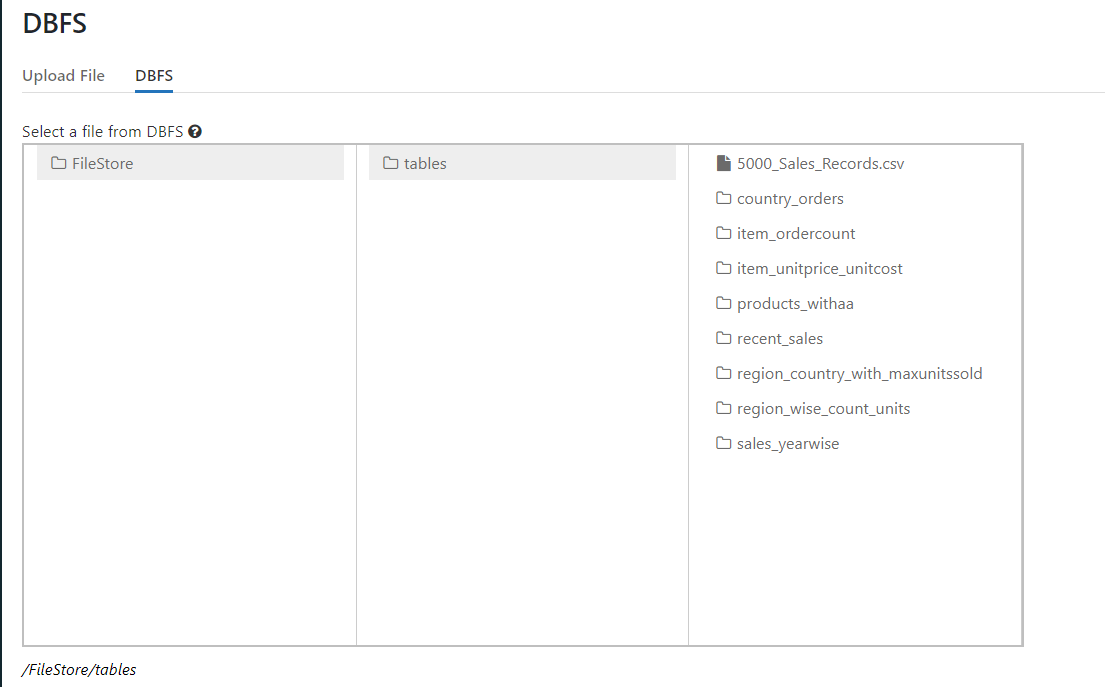 DBFS
Upload File DBFS
Select a file from DBFS ?
FileStore
tables
5000_Sales_Records.csv
country_orders
item_ordercount
item_unitprice_unitcost
products_withaa
recent_sales
region_country_with_maxunitssold
region_wise_count_units
sales_yearwise
/FileStore/tables